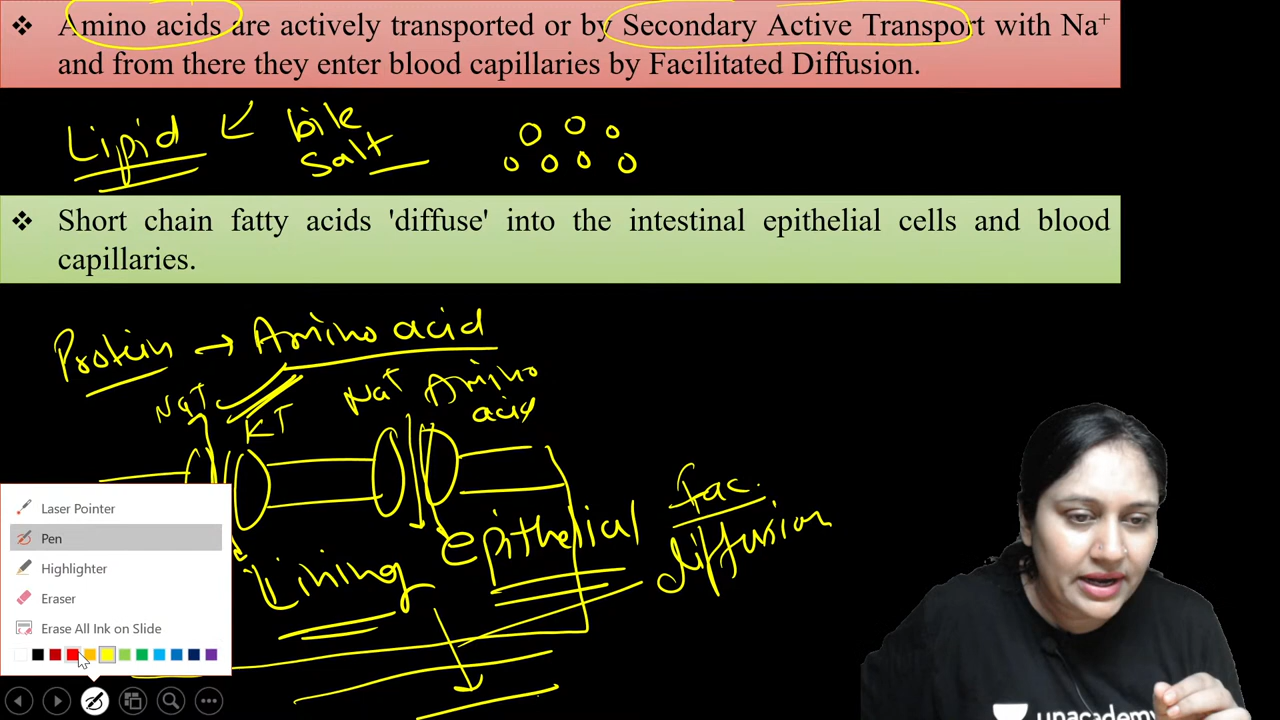 ❖ Amino acids are actively transported or by Secondary Active Transport with Na⁺
and from there they enter blood capillaries by Facilitated Diffusion.
Lipid bile
salt
❖ Short chain fatty acids 'diffuse' into the intestinal epithelial cells and blood
capillaries.
Protein → Amino acid
Na⁺ K⁺ Na⁺ Amino
acid
Fac.
epithelial diffusion
Lining
Laser Pointer
Pen
Highlighter
Eraser
Erase All Ink on Slide
unacademy